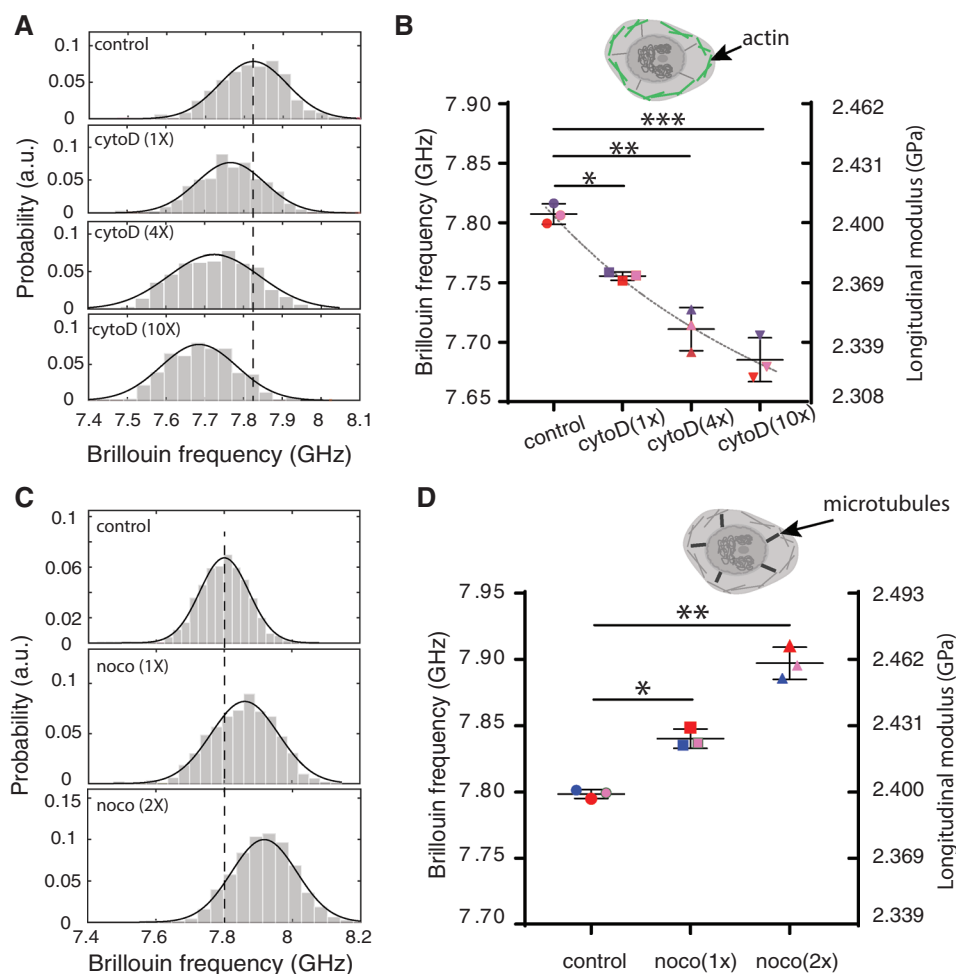 A
control
0.1
0.05
0
cytoD (1X)
0.1
0.05
0
cytoD (4X)
0.1
0.05
0
cytoD (10X)
0.1
0.05
0
7.4 7.5 7.6 7.7 7.8 7.9 8 8.1
Probability (a.u.)
Brillouin frequency (GHz)
B
actin
7.90
7.85
7.80
7.75
7.70
7.65
Brillouin frequency (GHz)
***
**
*
2.462
2.431
2.400
2.369
2.339
2.308
Longitudinal modulus (GPa)
control cytoD(1x) cytoD(4x) cytoD(10x)
C
control
0.1
0.06
0.02
0
noco (1X)
0.1
0.05
0
noco (2X)
0.15
0.1
0.05
0
7.4 7.6 7.8 8 8.2
Probability (a.u.)
Brillouin frequency (GHz)
D
microtubules
7.95
7.90
7.85
7.80
7.75
7.70
Brillouin frequency (GHz)
**
*
2.493
2.462
2.431
2.400
2.369
2.339
Longitudinal modulus (GPa)
control noco(1x) noco(2x)